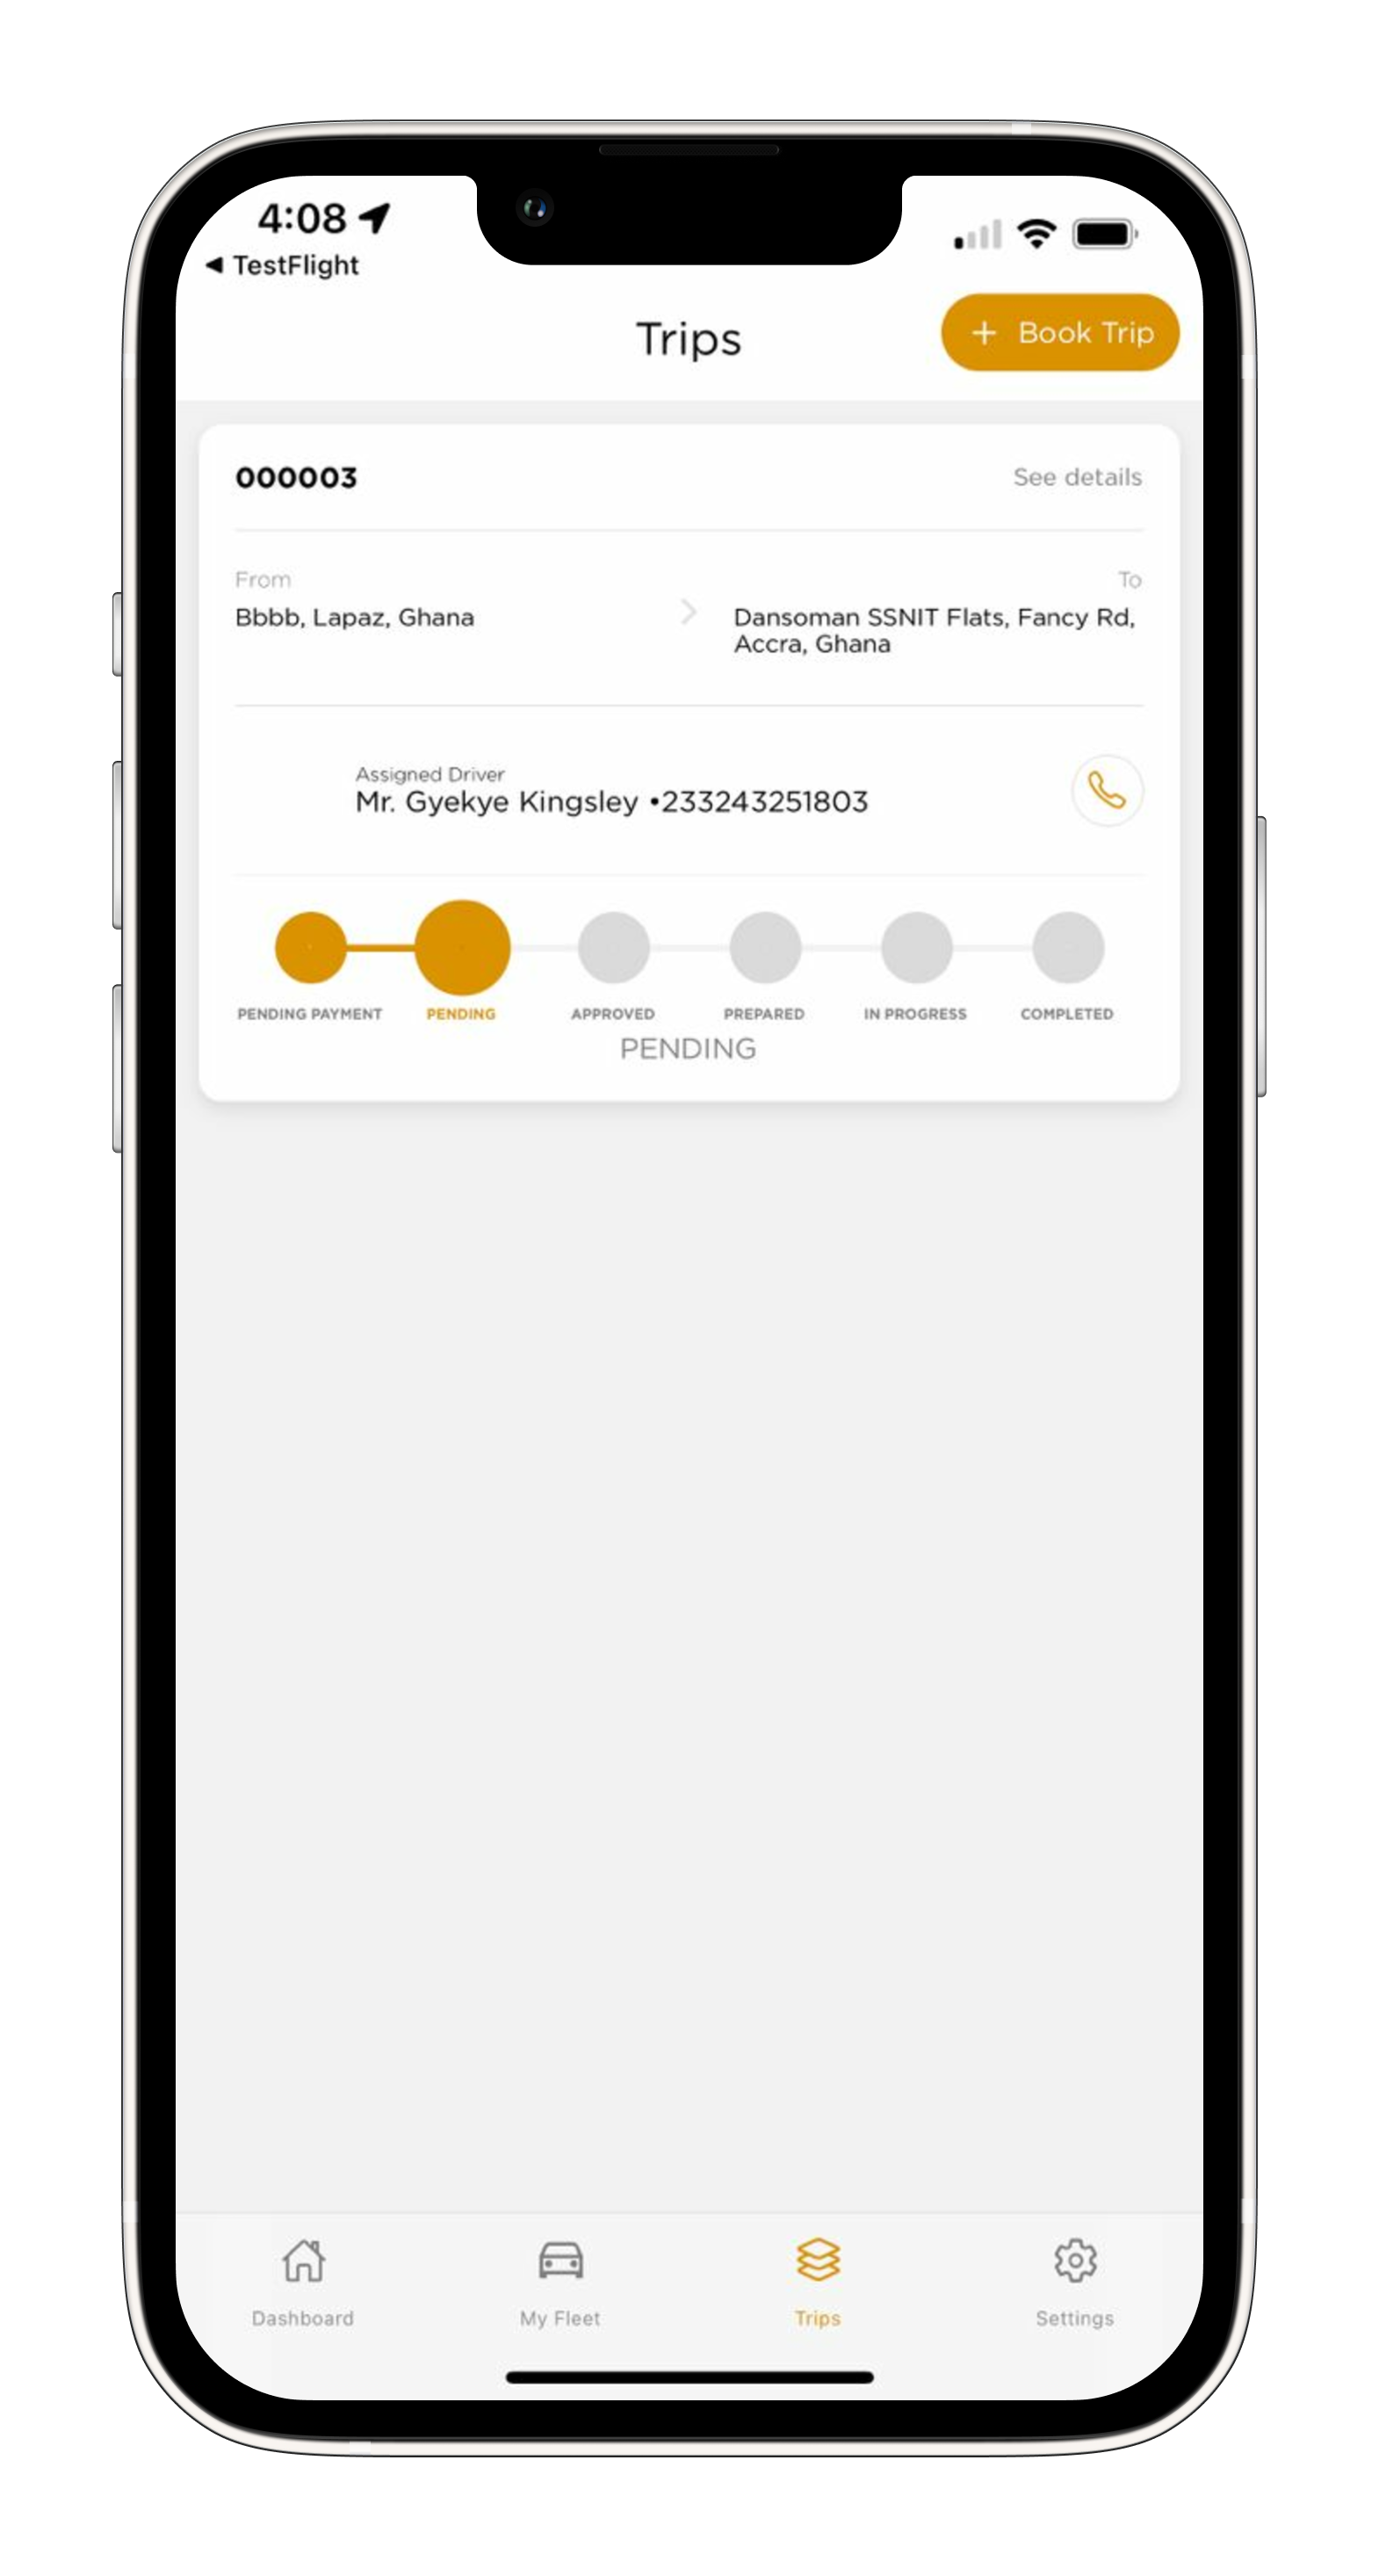 4:08
TestFlight
Trips
+ Book Trip
000003
See details
From
To
Bbbb, Lapaz, Ghana
Dansoman SSNIT Flats, Fancy Rd,
Accra, Ghana
Assigned Driver
Mr. Gyekye Kingsley •233243251803
PENDING PAYMENT PENDING APPROVED PREPARED IN PROGRESS COMPLETED
PENDING
Dashboard My Fleet Trips Settings